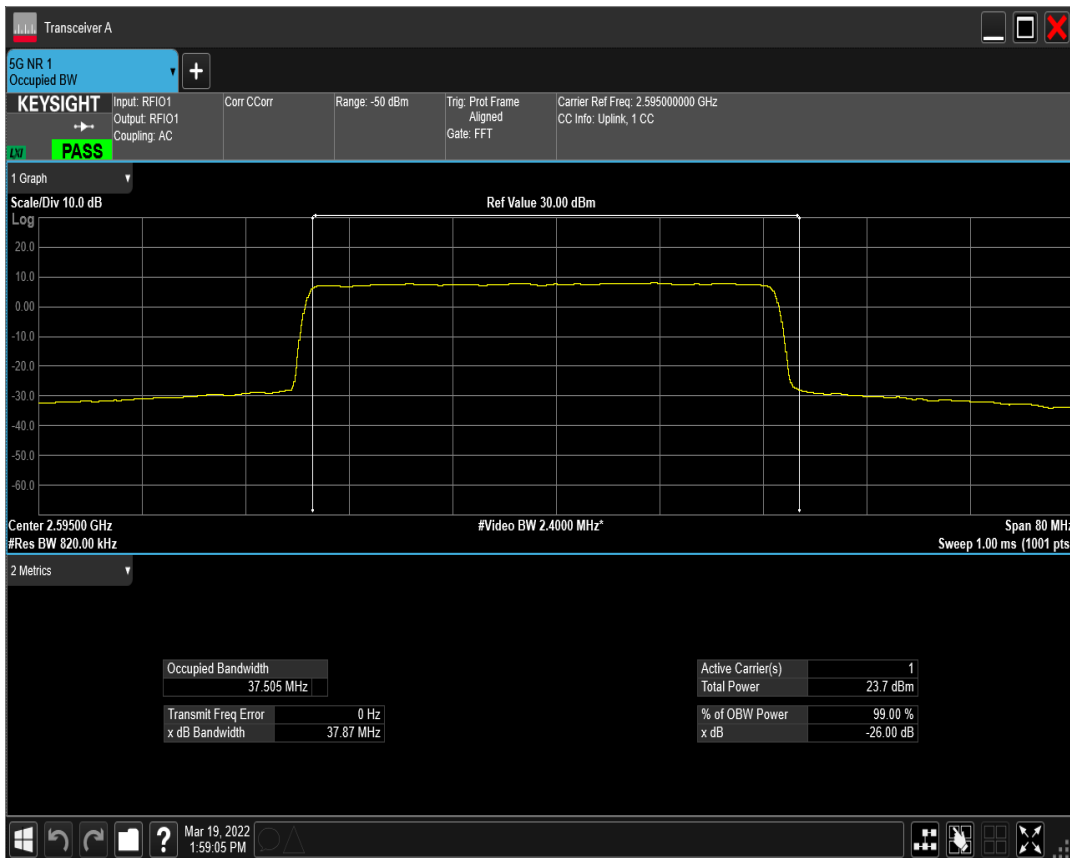 Transceiver A
5G NR 1
Occupied BW
+
KEYSIGHT
LXI
PASS
Input: RFIO1
Output: RFIO1
Coupling: AC
Corr CCorr
Range: -50 dBm
Trig: Prot Frame
Aligned
Gate: FFT
Carrier Ref Freq: 2.595000000 GHz
CC Info: Uplink, 1 CC
1 Graph
Scale/Div 10.0 dB
Ref Value 30.00 dBm
Log
20.0
10.0
0.00
-10.0
-20.0
-30.0
-40.0
-50.0
-60.0
Center 2.59500 GHz
#Video BW 2.4000 MHz*
Span 80 MHz
#Res BW 820.00 kHz
Sweep 1.00 ms (1001 pts
2 Metrics
Occupied Bandwidth
37.505 MHz
Transmit Freq Error 0 Hz
x dB Bandwidth 37.87 MHz
Active Carrier(s) 1
Total Power 23.7 dBm
% of OBW Power 99.00 %
x dB -26.00 dB
?
Mar 19, 2022
1:59:05 PM